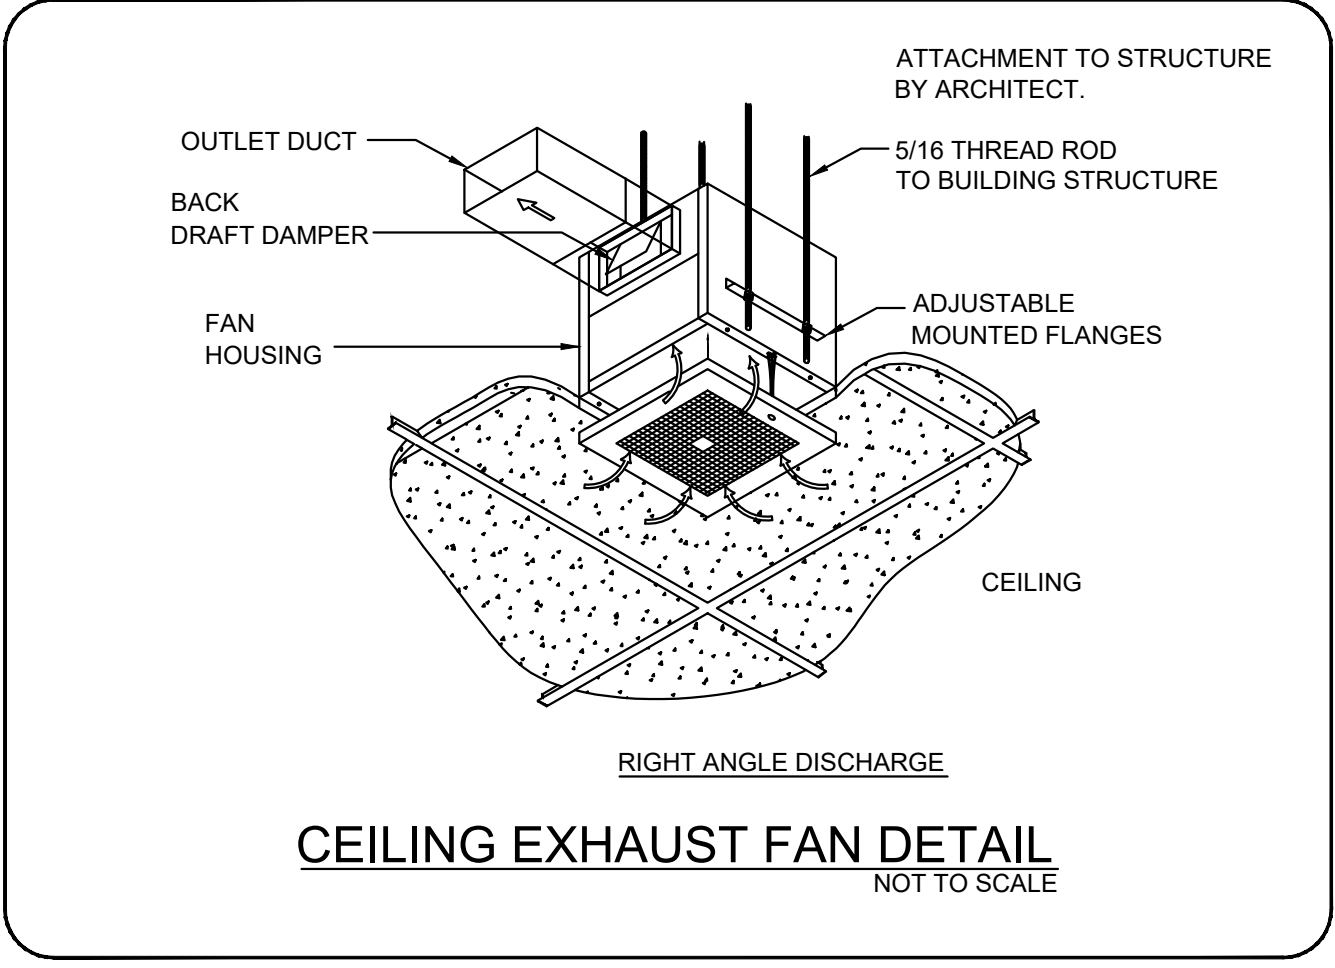 ATTACHMENT TO STRUCTURE
BY ARCHITECT.
OUTLET DUCT
5/16 THREAD ROD
TO BUILDING STRUCTURE
BACK
DRAFT DAMPER
ADJUSTABLE
MOUNTED FLANGES
FAN
HOUSING
CEILING
RIGHT ANGLE DISCHARGE
CEILING EXHAUST FAN DETAIL
NOT TO SCALE